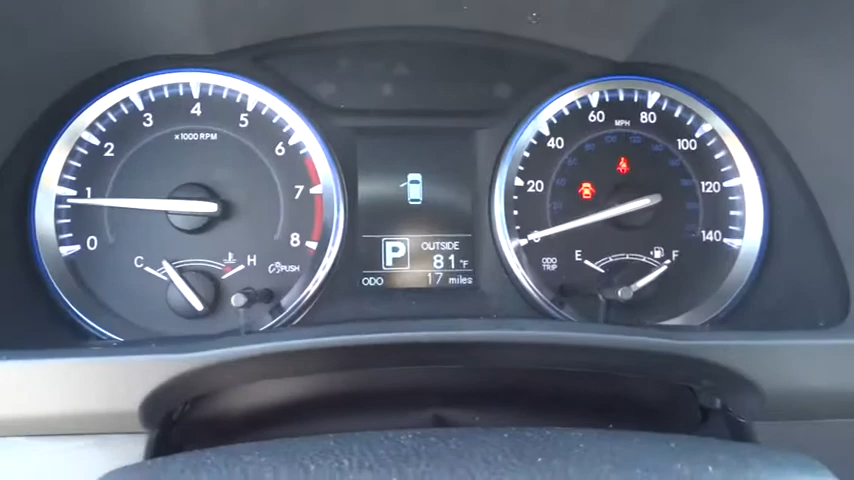 0 1 2 3 4 5 6 7 8
x1000 RPM
C H
PUSH
P
OUTSIDE
81°F
ODO 17 miles
0 20 40 60 80 100 120 140
MPH
ODO
TRIP
E F